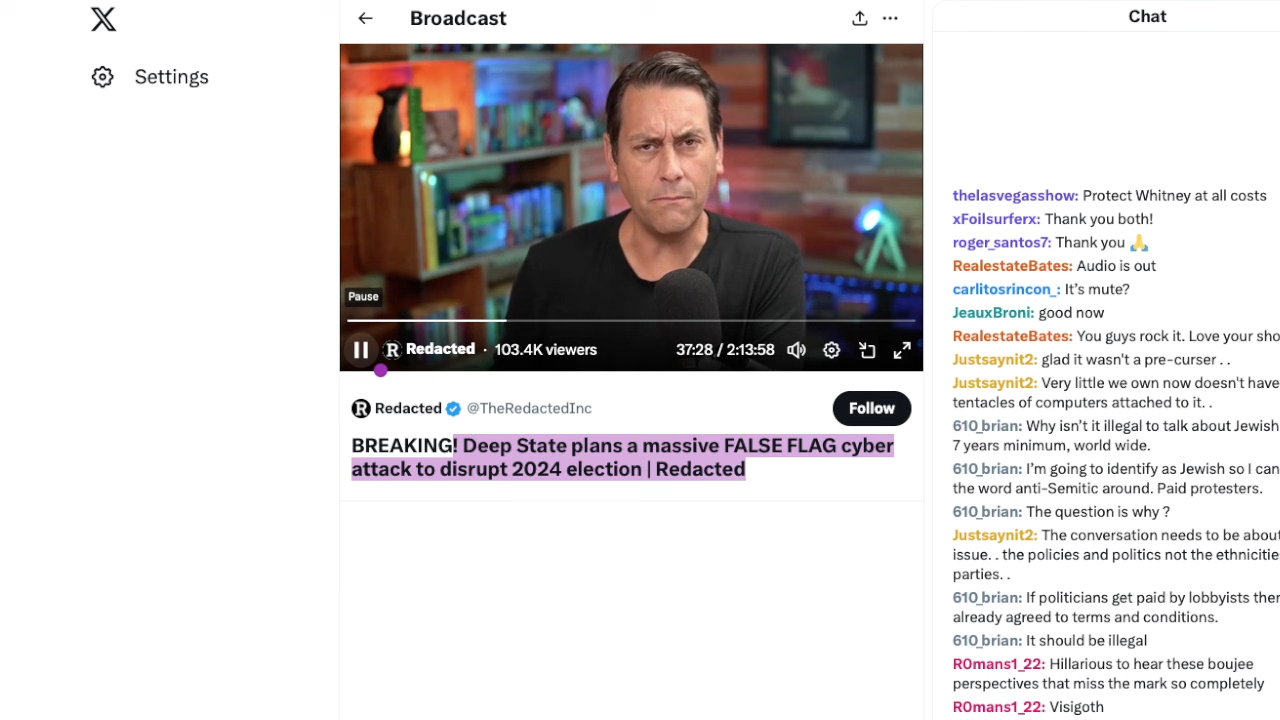 X
Settings
Broadcast
Pause
R Redacted · 103.4K viewers
37:28 / 2:13:58
R Redacted @TheRedactedInc
Follow
BREAKING! Deep State plans a massive FALSE FLAG cyber
attack to disrupt 2024 election | Redacted
Chat
thelasvegasshow: Protect Whitney at all costs
xFoilsurferx: Thank you both!
roger_santos7: Thank you 🙏
RealestateBates: Audio is out
carlitosrincon_: It's mute?
JeauxBroni: good now
RealestateBates: You guys rock it. Love your sho
Justsaynit2: glad it wasn't a pre-curser . .
Justsaynit2: Very little we own now doesn't have
tentacles of computers attached to it. .
610_brian: Why isn't it illegal to talk about Jewish
7 years minimum, world wide.
610_brian: I'm going to identify as Jewish so I can
the word anti-Semitic around. Paid protesters.
610_brian: The question is why ?
Justsaynit2: The conversation needs to be about
issue. . the policies and politics not the ethnicitie
parties. .
610_brian: If politicians get paid by lobbyists ther
already agreed to terms and conditions.
610_brian: It should be illegal
R0mans1_22: Hillarious to hear these boujee
perspectives that miss the mark so completely
R0mans1_22: Visigoth